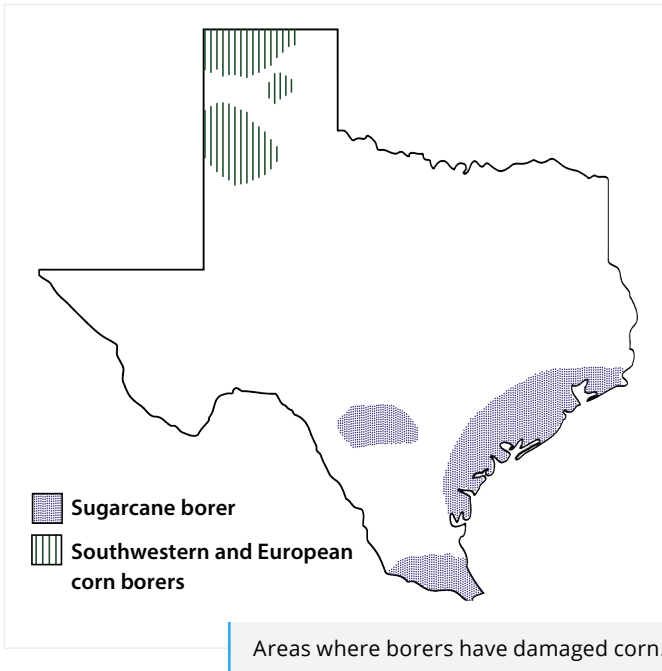 Sugarcane borer
Southwestern and European
corn borers
Areas where borers have damaged corn.